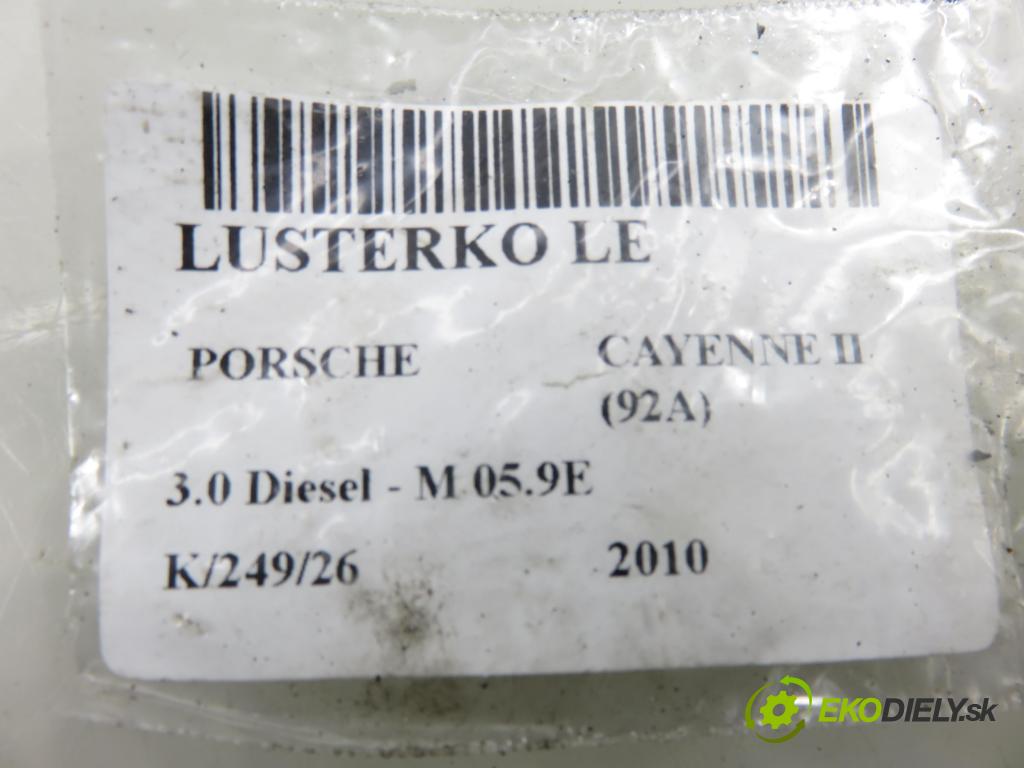 LUSTERKO LE
PORSCHE CAYENNE II
(92A)
3.0 Diesel - M 05.9E
K/249/26 2010
EKODIELY.sk